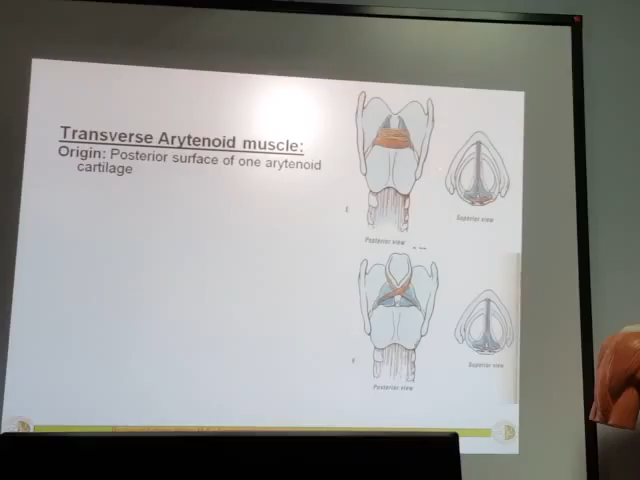 Transverse Arytenoid muscle:
Origin: Posterior surface of one arytenoid
cartilage
E
Posterior view
Superior view
F
Posterior view
Superior view